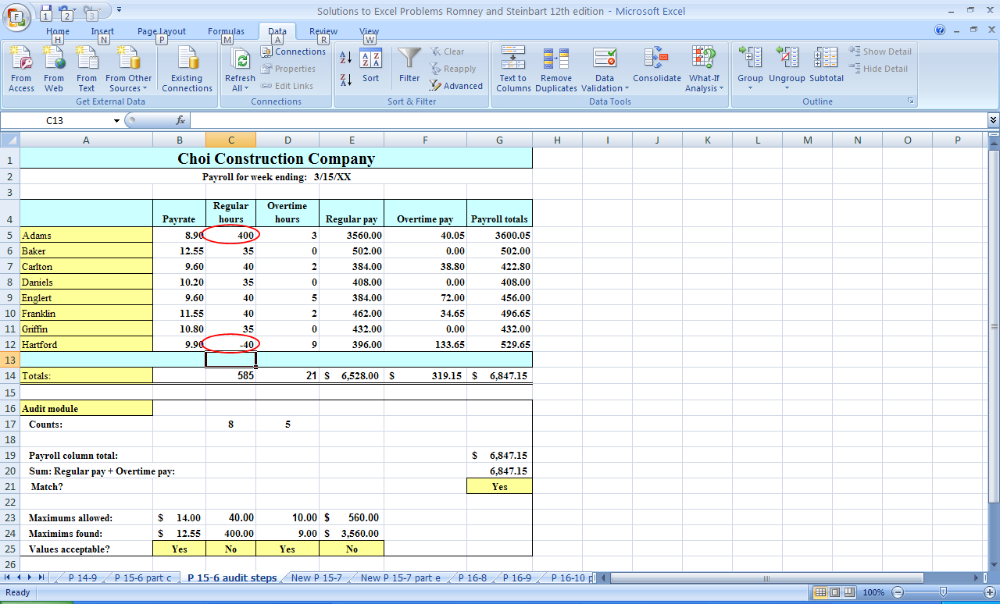 Solutions to Excel Problems Romney and Steinbart 12th edition - Microsoft Excel
F 1 2 3
Home Insert Page Layout Formulas Data Review View
H N P M A R W
From Access From Web From Text From Other Sources Existing Connections
Get External Data
Refresh All Connections Properties Edit Links
Connections
A Z Z A Sort Filter Clear Reapply Advanced
Sort & Filter
Text to Columns Remove Duplicates Data Validation Consolidate What-If Analysis
Data Tools
Group Ungroup Subtotal Show Detail Hide Detail
Outline
C13 fx
A B C D E F G H I J K L M N O P
1 Choi Construction Company
2 Payroll for week ending: 3/15/XX
3
4 Payrate Regular hours Overtime hours Regular pay Overtime pay Payroll totals
5 Adams 8.90 400 3 3560.00 40.05 3600.05
6 Baker 12.55 35 0 502.00 0.00 502.00
7 Carlton 9.60 40 2 384.00 38.80 422.80
8 Daniels 10.20 35 0 408.00 0.00 408.00
9 Englert 9.60 40 5 384.00 72.00 456.00
10 Franklin 11.55 40 2 462.00 34.65 496.65
11 Griffin 10.80 35 0 432.00 0.00 432.00
12 Hartford 9.90 -40 9 396.00 133.65 529.65
13
14 Totals: 585 21 $ 6,528.00 $ 319.15 $ 6,847.15
15
16 Audit module
17 Counts: 8 5
18
19 Payroll column total: $ 6,847.15
20 Sum: Regular pay + Overtime pay: 6,847.15
21 Match? Yes
22
23 Maximums allowed: $ 14.00 40.00 10.00 $ 560.00
24 Maximims found: $ 12.55 400.00 9.00 $ 3,560.00
25 Values acceptable? Yes No Yes No
26
P 14-9 P 15-6 part c P 15-6 audit steps New P 15-7 New P 15-7 part e P 16-8 P 16-9 P 16-10 p
Ready 100%